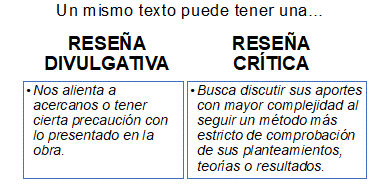 Un mismo texto puede tener una...
RESEÑA
DIVULGATIVA
• Nos alienta a
acercanos o tener
cierta precaución con
lo presentado en la
obra.
RESEÑA
CRÍTICA
• Busca discutir sus aportes
con mayor complejidad al
seguir un método más
estricto de comprobación
de sus planteamientos,
teorías o resultados.